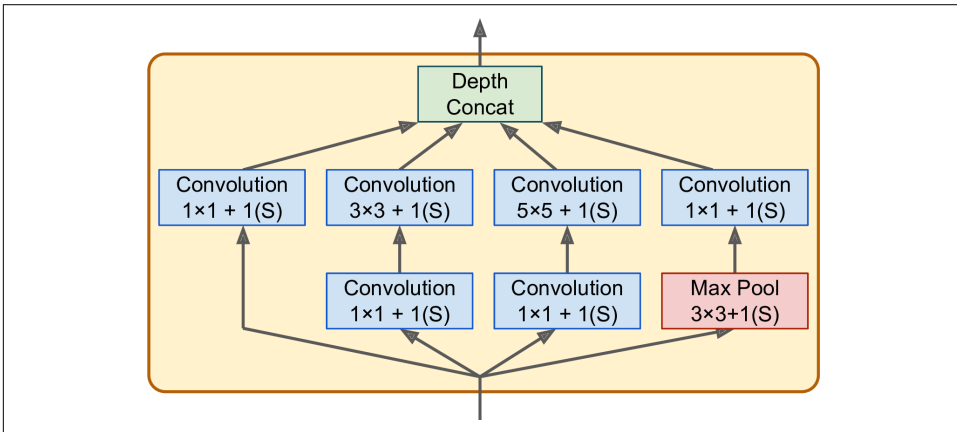 Depth
Concat
Convolution
1×1 + 1(S)
Convolution
3×3 + 1(S)
Convolution
5×5 + 1(S)
Convolution
1×1 + 1(S)
Convolution
1×1 + 1(S)
Convolution
1×1 + 1(S)
Max Pool
3×3+1(S)